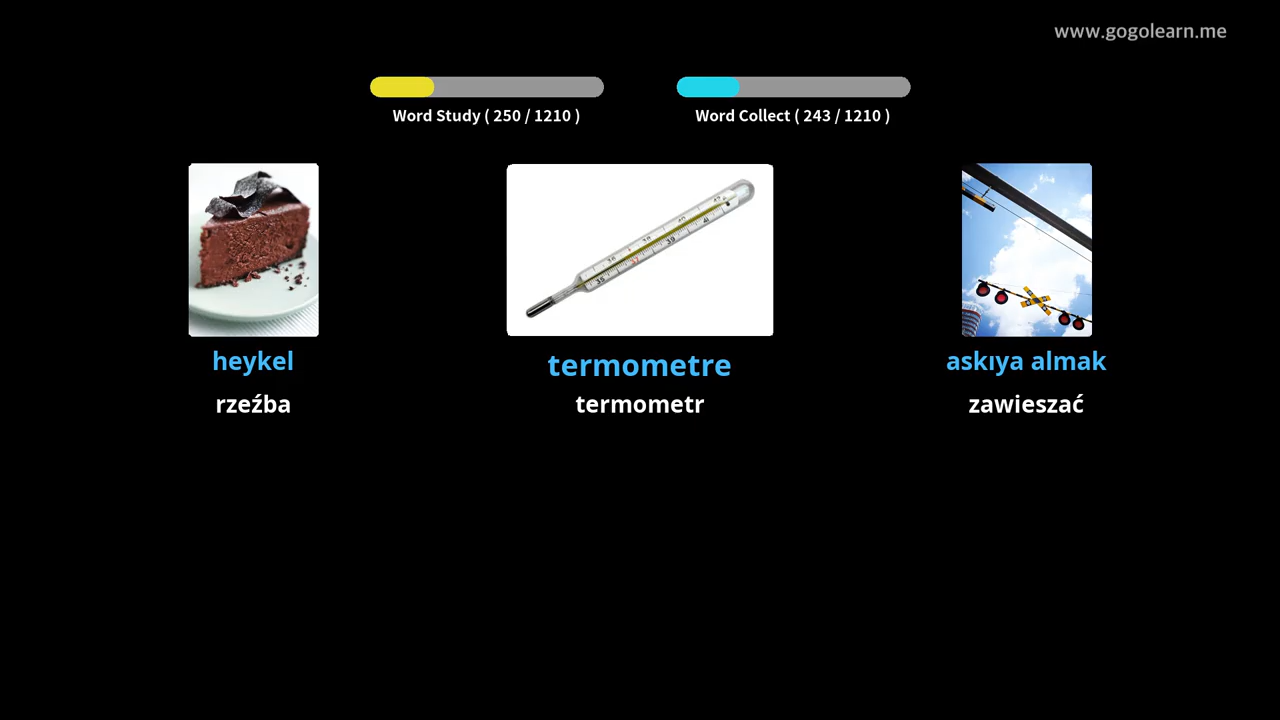 www.gogolearn.me
Word Study ( 250 / 1210 )
Word Collect ( 243 / 1210 )
heykel
termometre
askıya almak
rzeźba
termometr
zawieszać